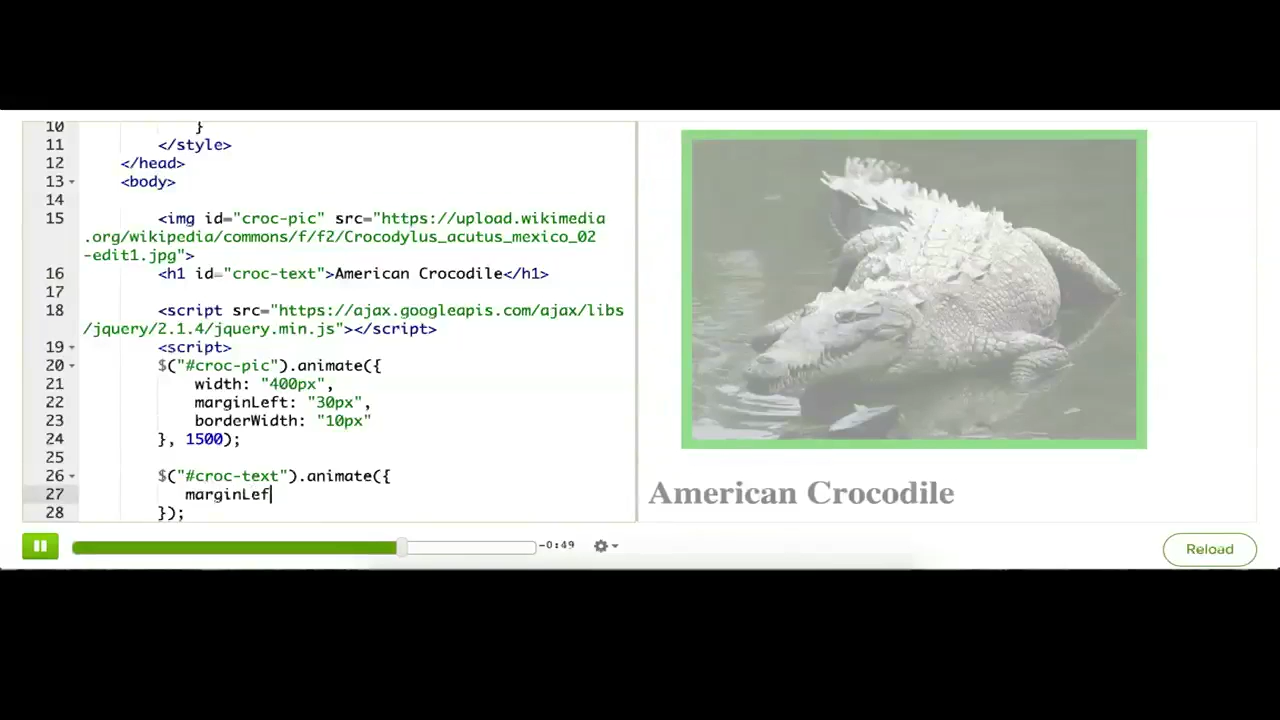 10 }
11 </style>
12 </head>
13 <body>
14
15 <img id="croc-pic" src="https://upload.wikimedia
.org/wikipedia/commons/f/f2/Crocodylus_acutus_mexico_02
-edit1.jpg">
16 <h1 id="croc-text">American Crocodile</h1>
17
18 <script src="https://ajax.googleapis.com/ajax/libs
/jquery/2.1.4/jquery.min.js"></script>
19 <script>
20 $("#croc-pic").animate({
21 width: "400px",
22 marginLeft: "30px",
23 borderWidth: "10px"
24 }, 1500);
25
26 $("#croc-text").animate({
27 marginLef
28 });
American Crocodile
-0:49
Reload